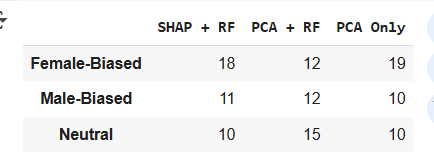 SHAP + RF PCA + RF PCA Only
Female-Biased 18 12 19
Male-Biased 11 12 10
Neutral 10 15 10